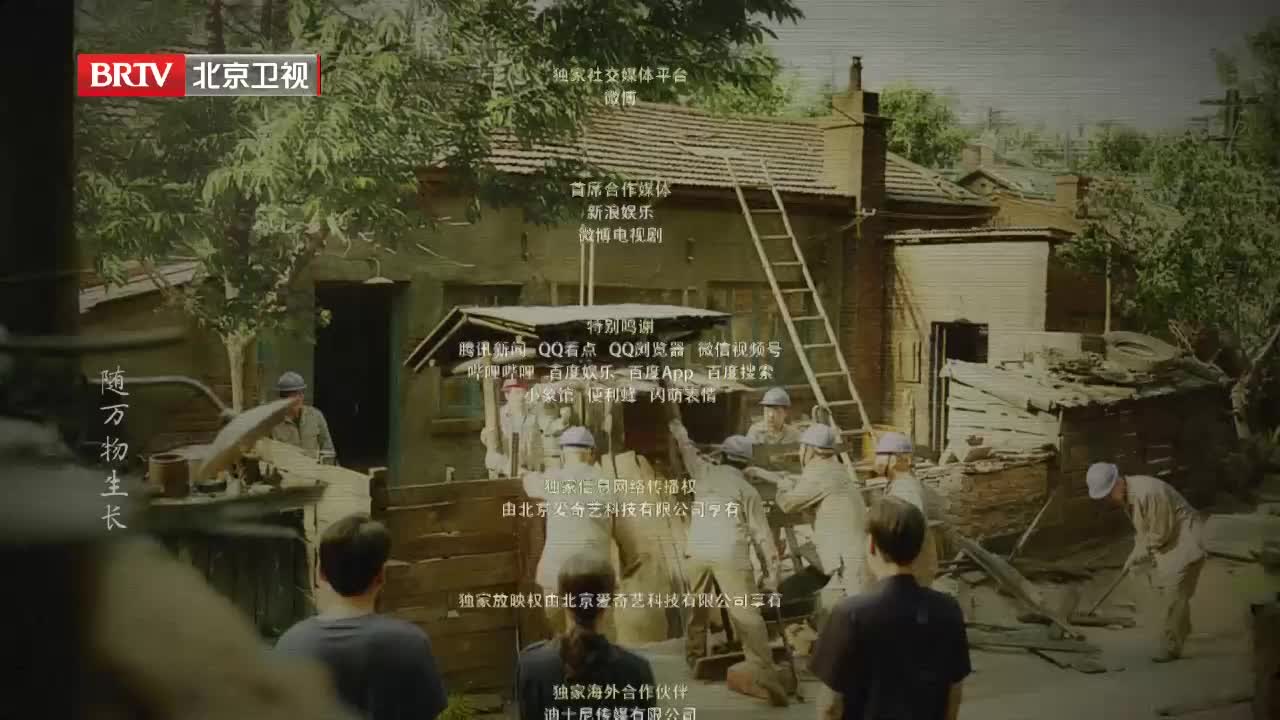 BRTV 北京卫视
独家社交媒体平台
微博
首席合作媒体
新浪娱乐
微博电视剧
特别鸣谢
腾讯新闻 QQ看点 QQ浏览器 微信视频号
哔哩哔哩 百度娱乐 百度App 百度搜索
小象馆 便利蜂 闪萌表情
独家信息网络传播权
由北京爱奇艺科技有限公司享有
独家放映权由北京爱奇艺科技有限公司享有
独家海外合作伙伴
迪士尼传媒有限公司
随万物生长